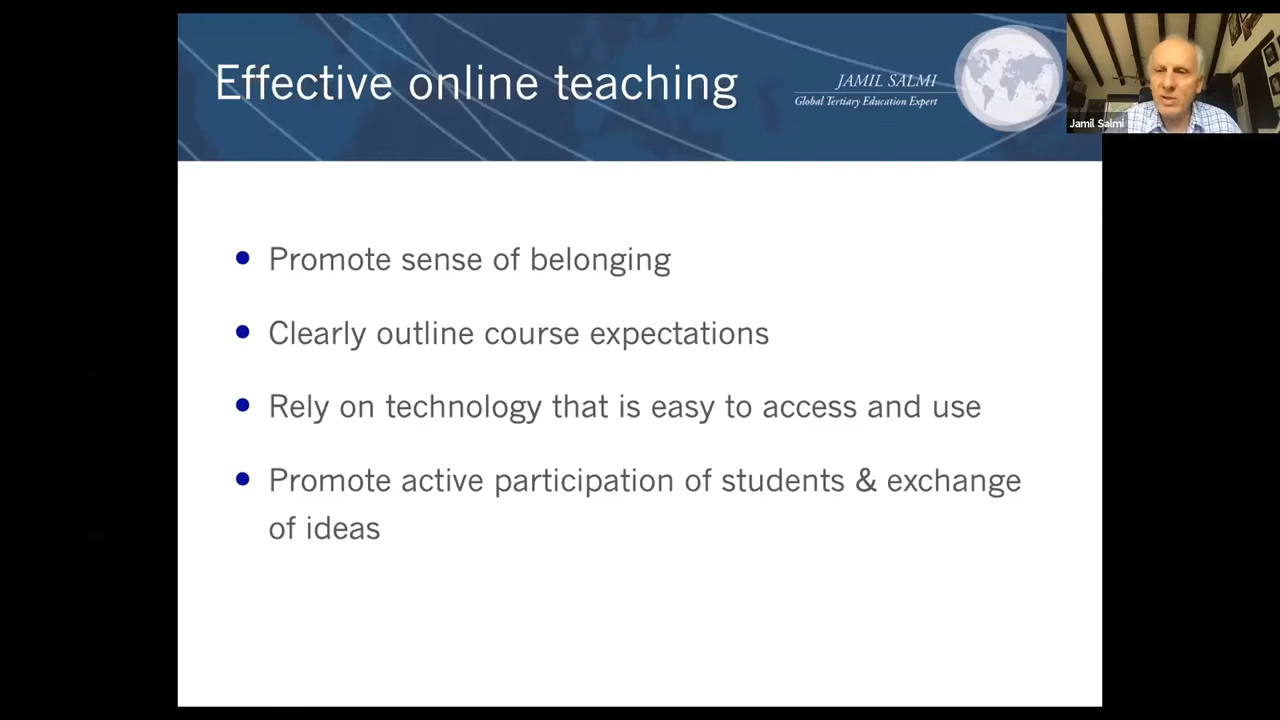 Effective online teaching
JAMIL SALMI
Global Tertiary Education Expert
Jamil Salmi
Promote sense of belonging
Clearly outline course expectations
Rely on technology that is easy to access and use
Promote active participation of students & exchange
of ideas